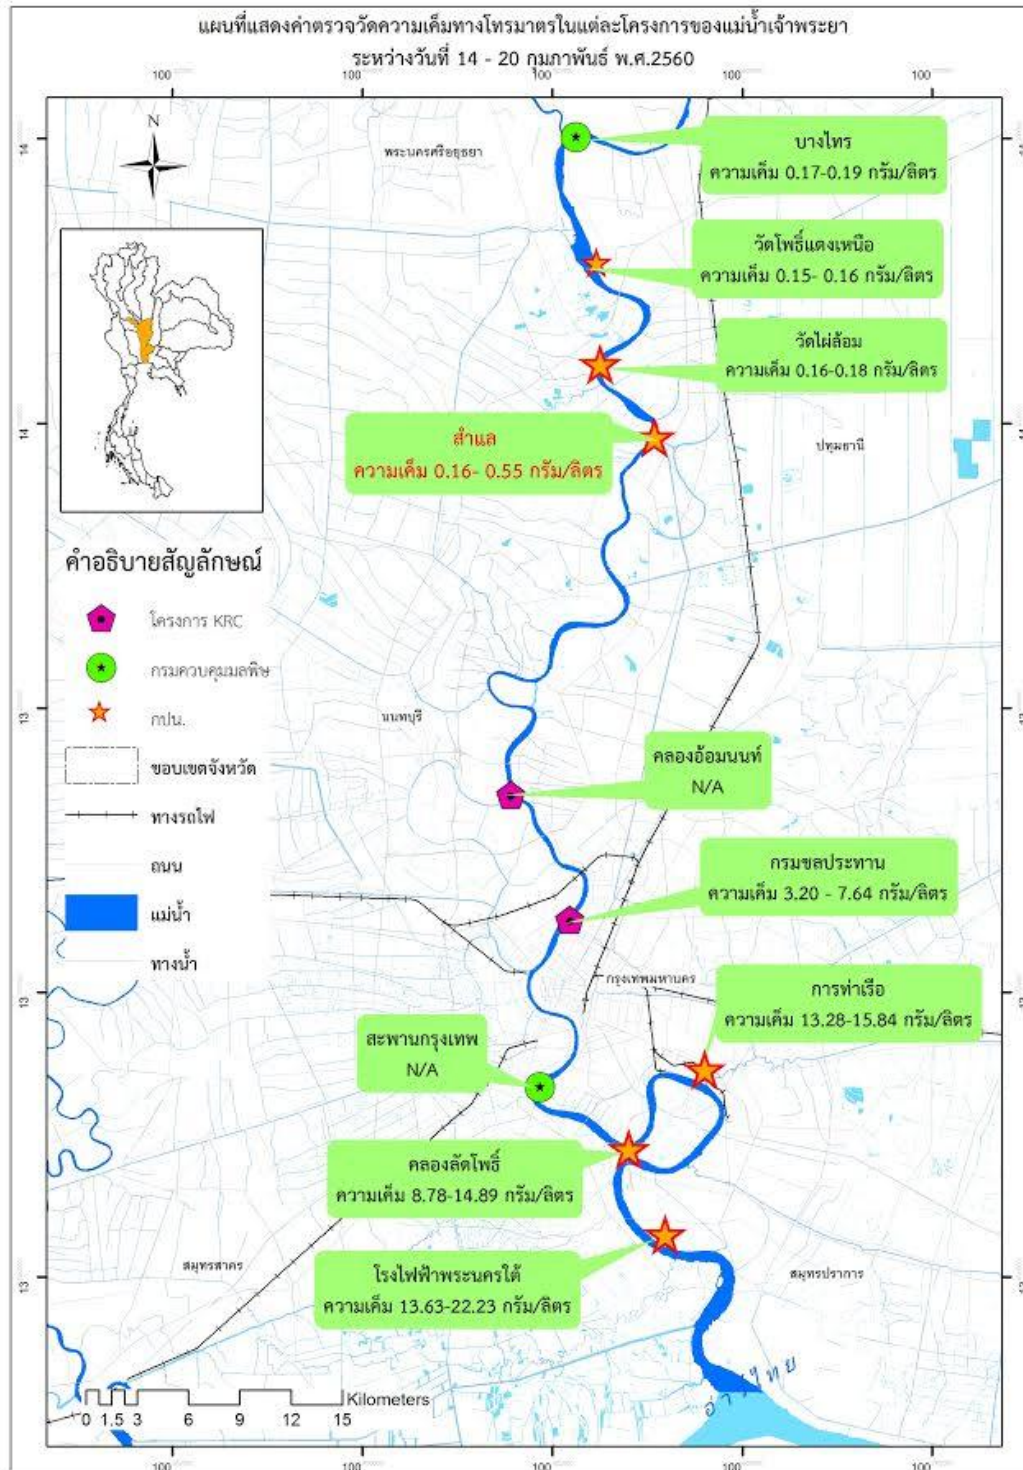 แผนที่แสดงค่าตรวจวัดความเค็มทางโทรมาตรในแต่ละโครงการของแม่น้ำเจ้าพระยา
ระหว่างวันที่ 14 - 20 กุมภาพันธ์ พ.ศ.2560
100
100
100
100
100
N
พระนครศรีอยุธยา
บางไทร
ความเค็ม 0.17-0.19 กรัม/ลิตร
14
14
วัดโพธิ์แตงเหนือ
ความเค็ม 0.15- 0.16 กรัม/ลิตร
วัดไผ่ล้อม
ความเค็ม 0.16-0.18 กรัม/ลิตร
14
14
สำแล
ความเค็ม 0.16- 0.55 กรัม/ลิตร
ปทุมธานี
คำอธิบายสัญลักษณ์
โครงการ KRC
กรมควบคุมมลพิษ
กปน.
ขอบเขตจังหวัด
ทางรถไฟ
ถนน
แม่น้ำ
ทางน้ำ
13
13
นนทบุรี
คลองอ้อมนนท์
N/A
กรมชลประทาน
ความเค็ม 3.20 - 7.64 กรัม/ลิตร
กรุงเทพมหานคร
13
13
การท่าเรือ
ความเค็ม 13.28-15.84 กรัม/ลิตร
สะพานกรุงเทพ
N/A
คลองลัดโพธิ์
ความเค็ม 8.78-14.89 กรัม/ลิตร
สมุทรสาคร
โรงไฟฟ้าพระนครใต้
ความเค็ม 13.63-22.23 กรัม/ลิตร
สมุทรปราการ
13
13
อ่าวไทย
Kilometers
0 1.5 3 6 9 12 15
100
100
100
100
100